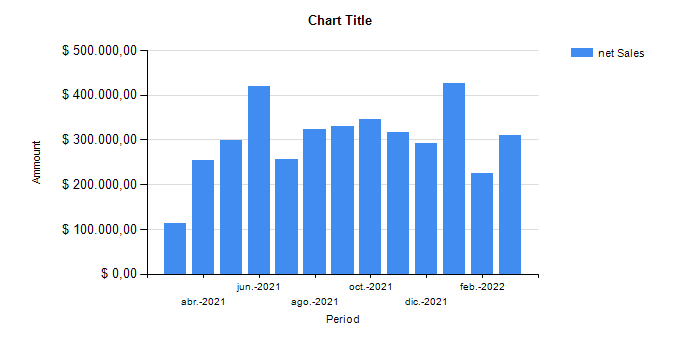 Chart Title
net Sales
$ 500.000,00
$ 400.000,00
$ 300.000,00
$ 200.000,00
$ 100.000,00
$ 0,00
Ammount
jun.-2021
oct.-2021
feb.-2022
abr.-2021
ago.-2021
dic.-2021
Period